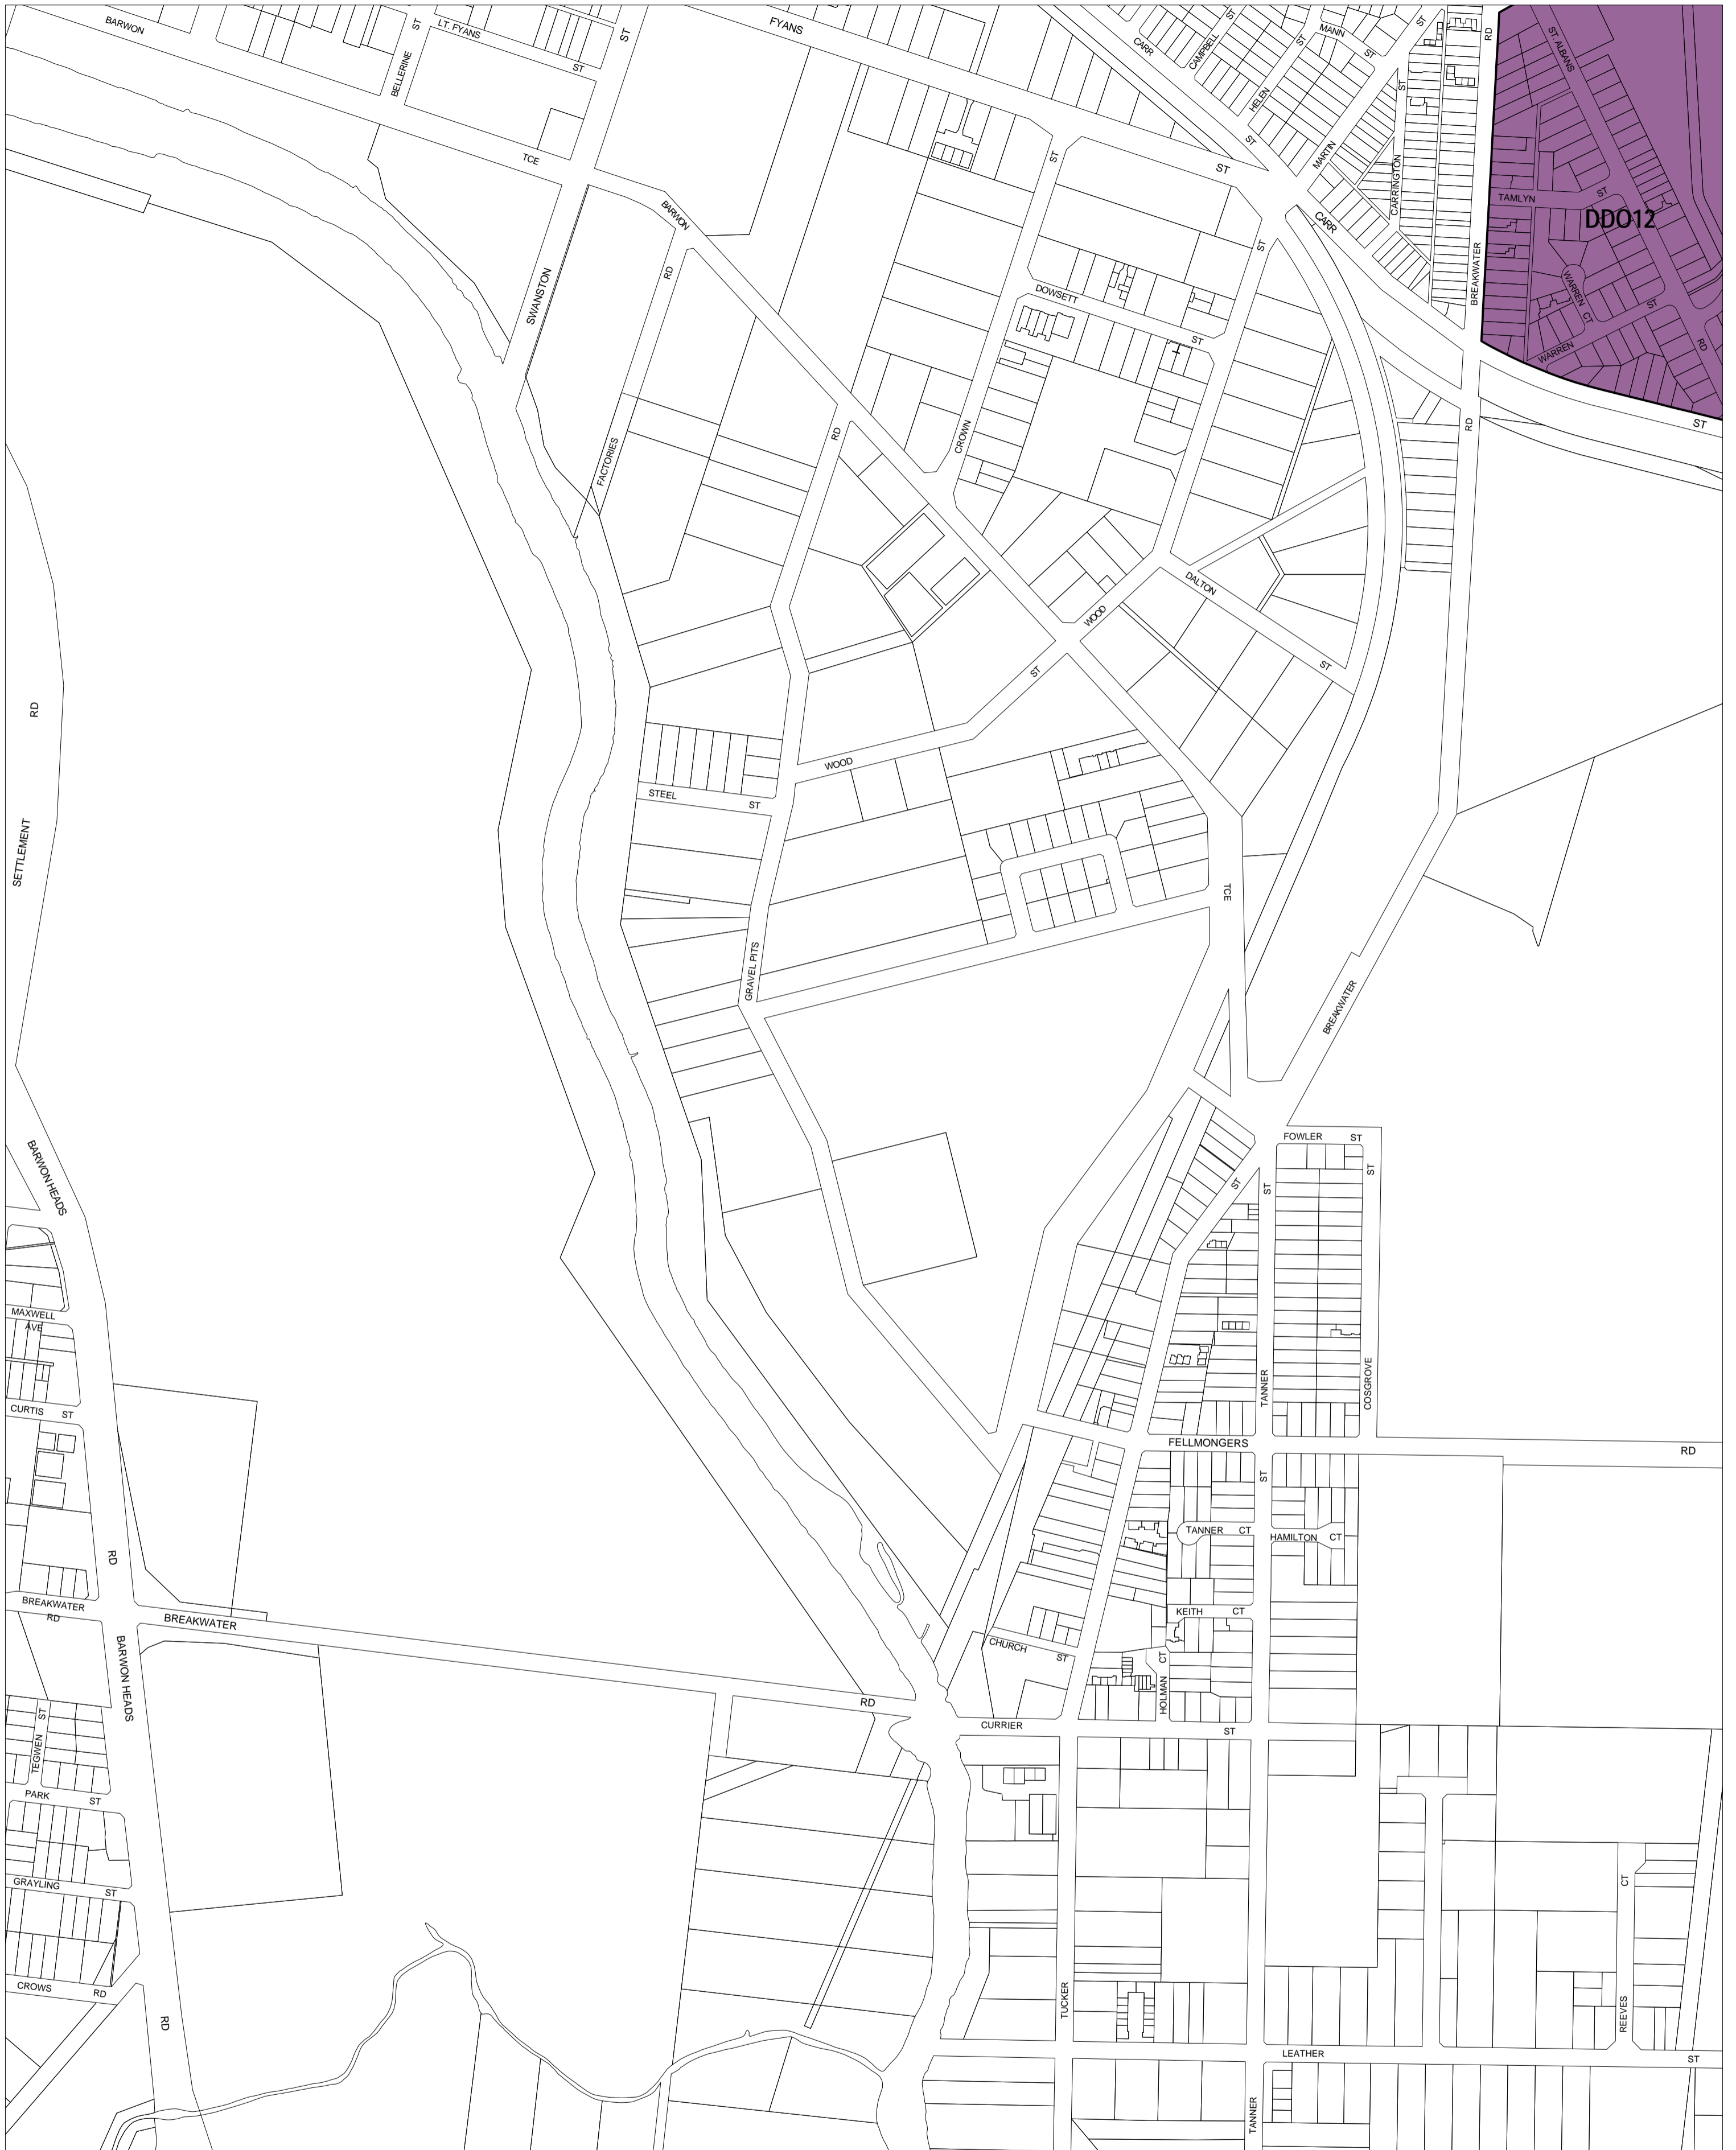 BARWON
ST
BELLERINE
LT. FYANS
ST
ST
FYANS
CARR
CAMPBELL
ST
HELEN
ST
MANN
ST
ST
ST
RD
ST. ALBANS
TCE
BARWON
ST
ST
ST
MARTIN
CARRINGTON
CARR
TAMLYN
ST
DDO12
BREAKWATER
WARREN
CT
ST
WARREN
RD
SWANSTON
RD
ST
DOWSETT
ST
ST
RD
FACTORIES
RD
CROWN
DALTON
WOOD
ST
ST
RD
SETTLEMENT
WOOD
STEEL
ST
TCE
GRAVEL PITS
BREAKWATER
FOWLER
ST
ST
ST
ST
BARWON HEADS
MAXWELL
AVE
CURTIS
ST
TANNER
COSGROVE
FELLMONGERS
RD
ST
TANNER
CT
HAMILTON
CT
RD
BREAKWATER
RD
BREAKWATER
KEITH
CT
BARWON HEADS
CHURCH
ST
CT
HOLMAN
RD
CURRIER
ST
ST
TEGWEN
PARK
ST
GRAYLING
ST
CT
CROWS
RD
RD
TUCKER
REEVES
LEATHER
ST
TANNER